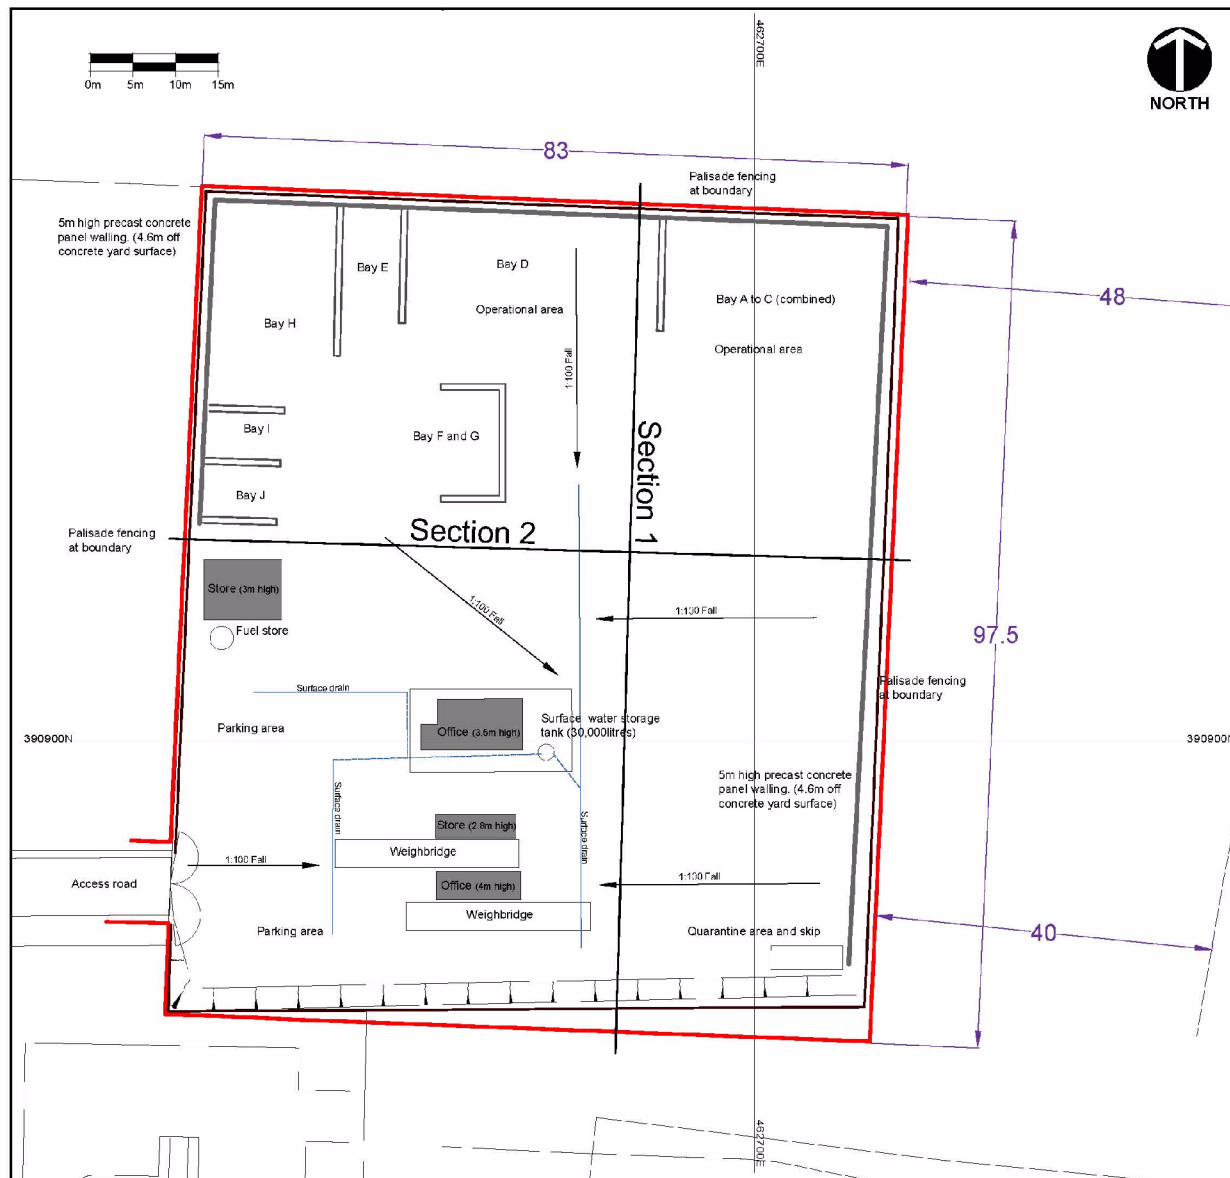 462700E
0m 5m 10m 15m
NORTH
83
Palisade fencing
at boundary
5m high precast concrete
panel walling. (4.6m off
concrete yard surface)
Bay E
Bay D
Bay H
Operational area
Bay A to C (combined)
48
Operational area
1:100 Fall
Bay I
Bay F and G
Section 1
Bay J
Palisade fencing
at boundary
Section 2
Store (3m high)
1:100 Fall
1:100 Fall
Fuel store
97.5
Surface drain
Palisade fencing
at boundary
Parking area
Office (3.5m high)
Surface water storage
tank (30,000litres)
390900N
390900N
5m high precast concrete
panel walling. (4.6m off
concrete yard surface)
Surface drain
Surface drain
Store (2.8m high)
Weighbridge
1:100 Fall
Access road
Office (4m high)
1:100 Fall
Weighbridge
Parking area
Quarantine area and skip
40
462700E